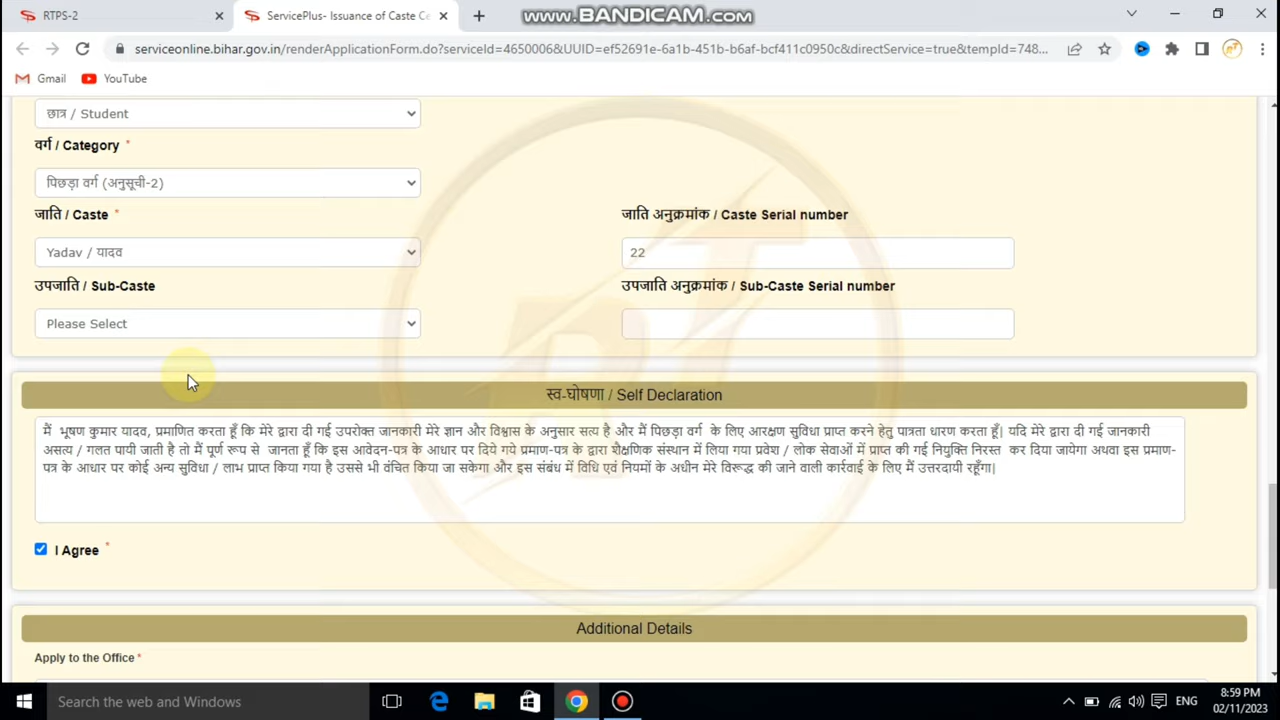 RTPS-2
ServicePlus- Issuance of Caste Ce
www.BANDICAM.com
serviceonline.bihar.gov.in/renderApplicationForm.do?serviceId=4650006&UUID=ef52691e-6a1b-451b-b6af-bcf411c0950c&directService=true&tempId=748...
Gmail
YouTube
छात्र / Student
वर्ग / Category *
पिछड़ा वर्ग (अनुसूची-2)
जाति / Caste *
जाति अनुक्रमांक / Caste Serial number
Yadav / यादव
22
उपजाति / Sub-Caste
उपजाति अनुक्रमांक / Sub-Caste Serial number
Please Select
स्व-घोषणा / Self Declaration
मैं भूषण कुमार यादव, प्रमाणित करता हूँ कि मेरे द्वारा दी गई उपरोक्त जानकारी मेरे ज्ञान और विश्वास के अनुसार सत्य है और मैं पिछड़ा वर्ग के लिए आरक्षण सुविधा प्राप्त करने हेतु पात्रता धारण करता हूँ| यदि मेरे द्वारा दी गई जानकारी
असत्य / गलत पायी जाती है तो मैं पूर्ण रूप से जानता हूँ कि इस आवेदन-पत्र के आधार पर दिये गये प्रमाण-पत्र के द्वारा शैक्षणिक संस्थान में लिया गया प्रवेश / लोक सेवाओं में प्राप्त की गई नियुक्ति निरस्त कर दिया जायेगा अथवा इस प्रमाण-
पत्र के आधार पर कोई अन्य सुविधा / लाभ प्राप्त किया गया है उससे भी वंचित किया जा सकेगा और इस संबंध में विधि एवं नियमों के अधीन मेरे विरूद्ध की जाने वाली कार्रवाई के लिए मैं उत्तरदायी रहूँगा|
I Agree *
Additional Details
Apply to the Office *
Search the web and Windows
ENG
8:59 PM
02/11/2023